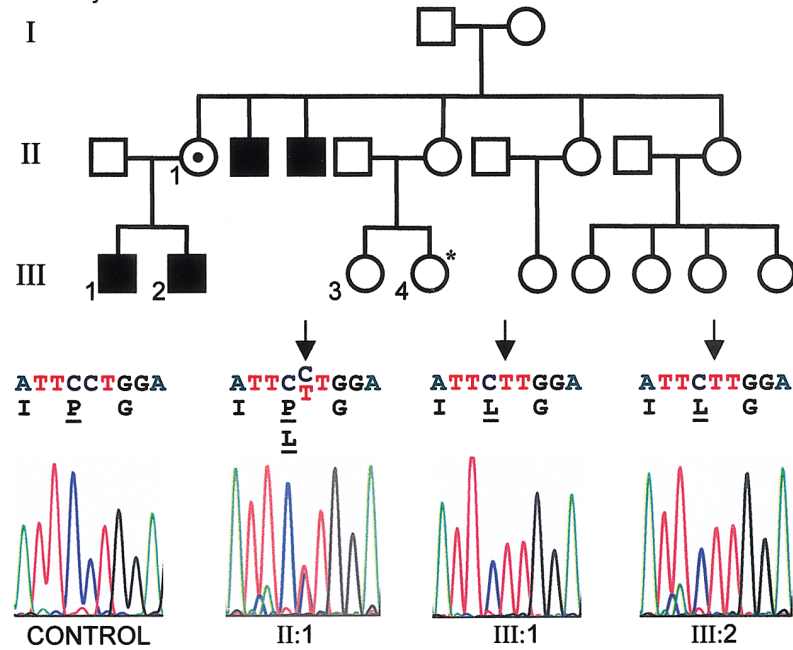 I
II
1
III
1
2
3
4
*
ATTCCTGGA
I P G
ATTCCTGGA
T
I P G
L
ATTCTTGGA
I L G
ATTCTTGGA
I L G
CONTROL
II:1
III:1
III:2